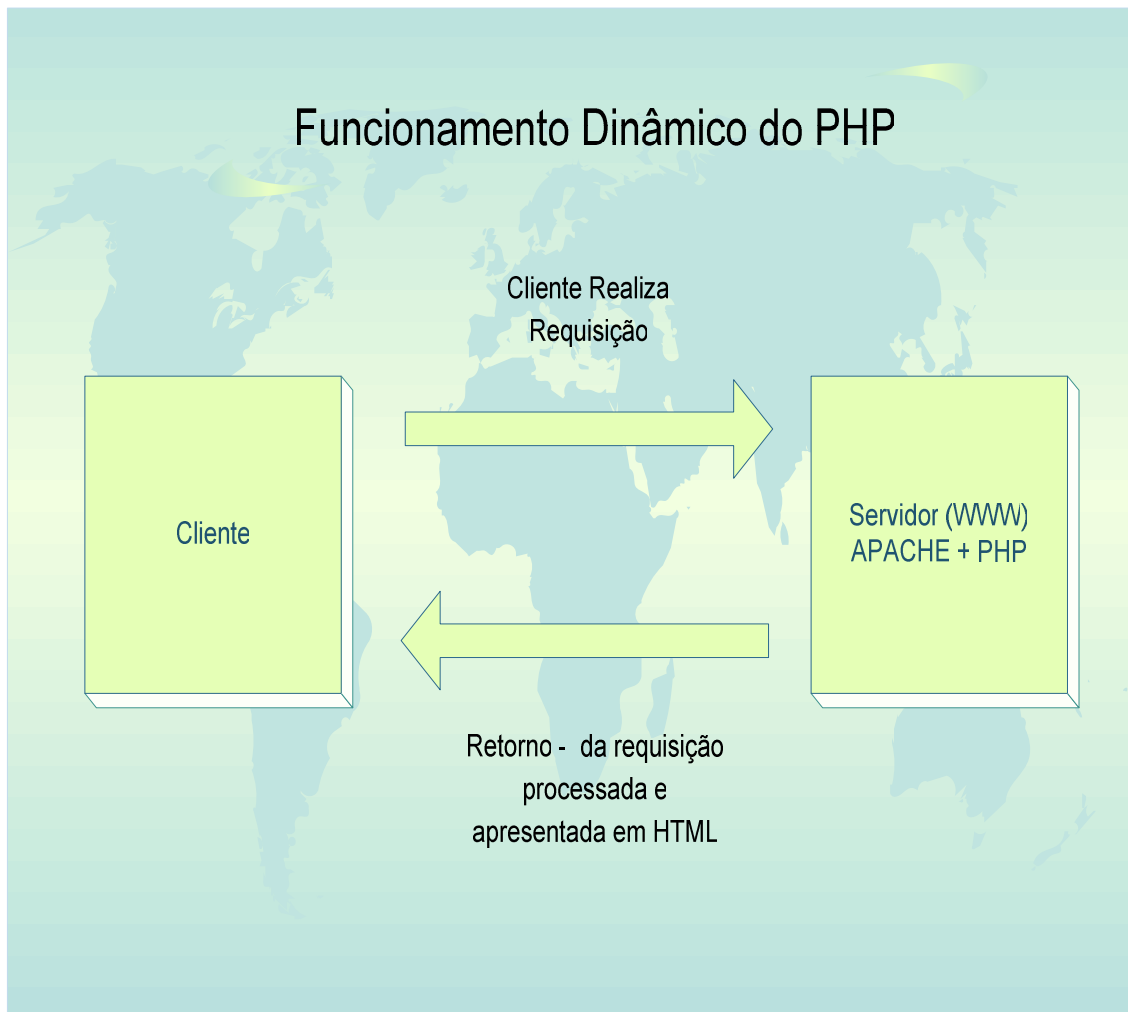 Funcionamento Dinâmico do PHP
Cliente Realiza
Requisição
Cliente
Servidor (WWW)
APACHE + PHP
Retorno - da requisição
processada e
apresentada em HTML